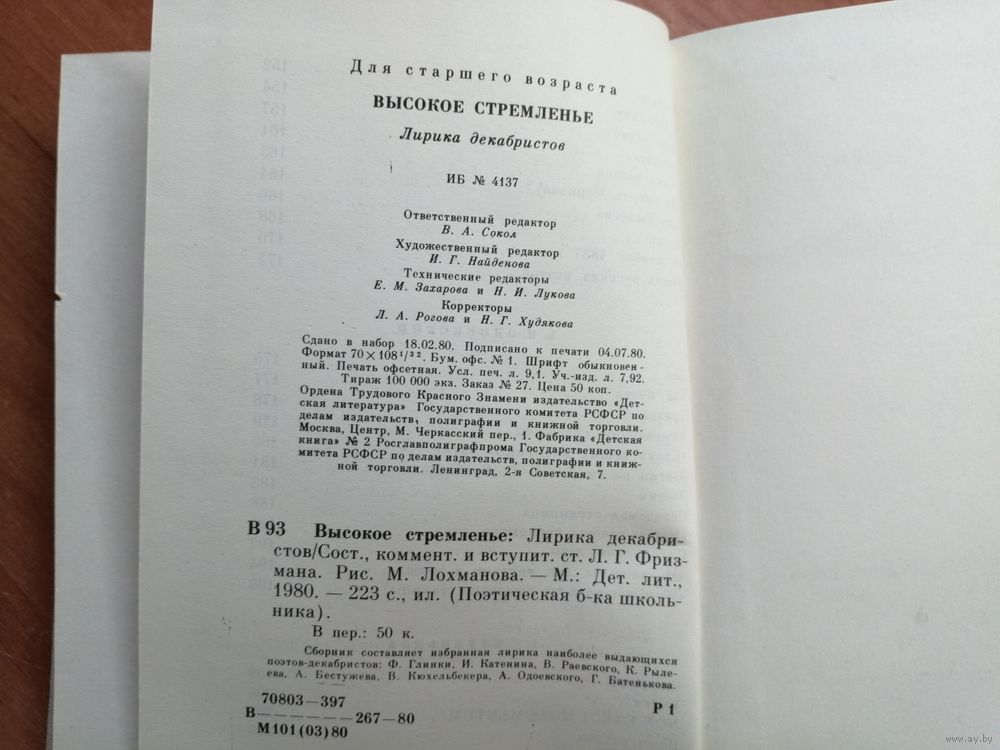 Для старшего возраста
ВЫСОКОЕ СТРЕМЛЕНЬЕ
Лирика декабристов
ИБ № 4137
Ответственный редактор
В. А. Сокол
Художественный редактор
И. Г. Найденова
Технические редакторы
Е. М. Захарова и Н. И. Лукова
Корректоры
Л. А. Рогова и Н. Г. Худякова
Сдано в набор 18.02.80. Подписано к печати 04.07.80.
Формат 70×108¹/³². Бум. офс. № 1. Шрифт обыкновен-
ный. Печать офсетная. Усл. печ. л. 9,1. Уч.-изд. л. 7,92.
Тираж 100 000 экз. Заказ № 27. Цена 50 коп.
Ордена Трудового Красного Знамени издательство «Дет-
ская литература» Государственного комитета РСФСР по
делам издательств, полиграфии и книжной торговли.
Москва, Центр, М. Черкасский пер., 1. Фабрика «Детская
книга» № 2 Росглавполиграфпрома Государственного ко-
митета РСФСР по делам издательств, полиграфии и книж-
ной торговли. Ленинград, 2-я Советская, 7.
В 93 Высокое стремленье: Лирика декабри-
стов/Сост., коммент. и вступит. ст. Л. Г. Фриз-
мана. Рис. М. Лохманова. — М.: Дет. лит.,
1980. — 223 с., ил. (Поэтическая б-ка школь-
ника).
В пер.: 50 к.
Сборник составляет избранная лирика наиболее выдающихся
поэтов-декабристов: Ф. Глинки, И. Катенина, В. Раевского, К. Рыле-
ева, А. Бестужева, В. Кюхельбекера, А. Одоевского, Г. Батенькова.
70803—397
В——————267—80
М101(03)80
Р 1
www.ay.by